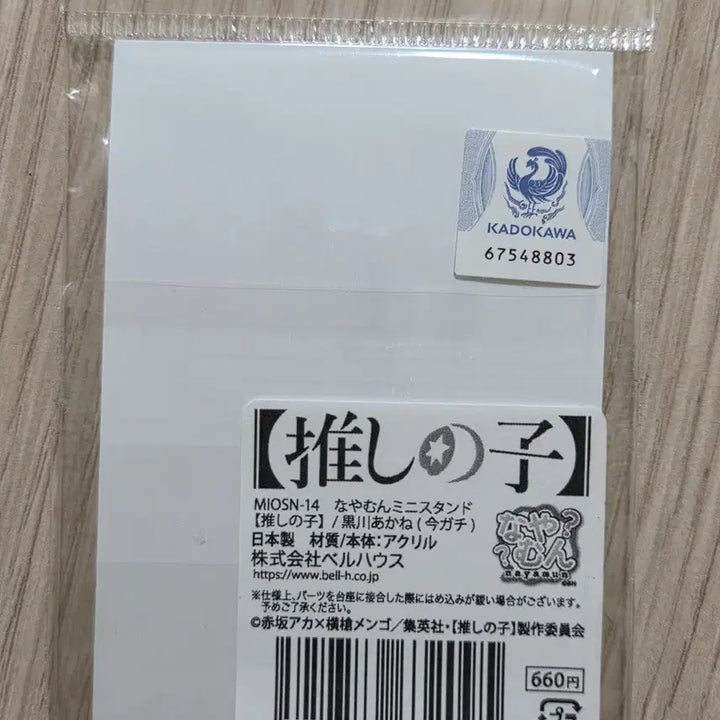 KADOKAWA
67548803
【推しの子】
MIOSN-14 なやむんミニスタンド
【推しの子】/ 黒川あかね ( 今ガチ )
日本製 材質/本体：アクリル
株式会社ベルハウス
https://www.bell-h.co.jp
なや?
?むん
nayamun
※仕様上、パーツを台座に接合した際にはめ込みが緩い場合がございます。
予めご了承ください。
©赤坂アカ×横槍メンゴ／集英社・【推しの子】製作委員会
660円
プラ